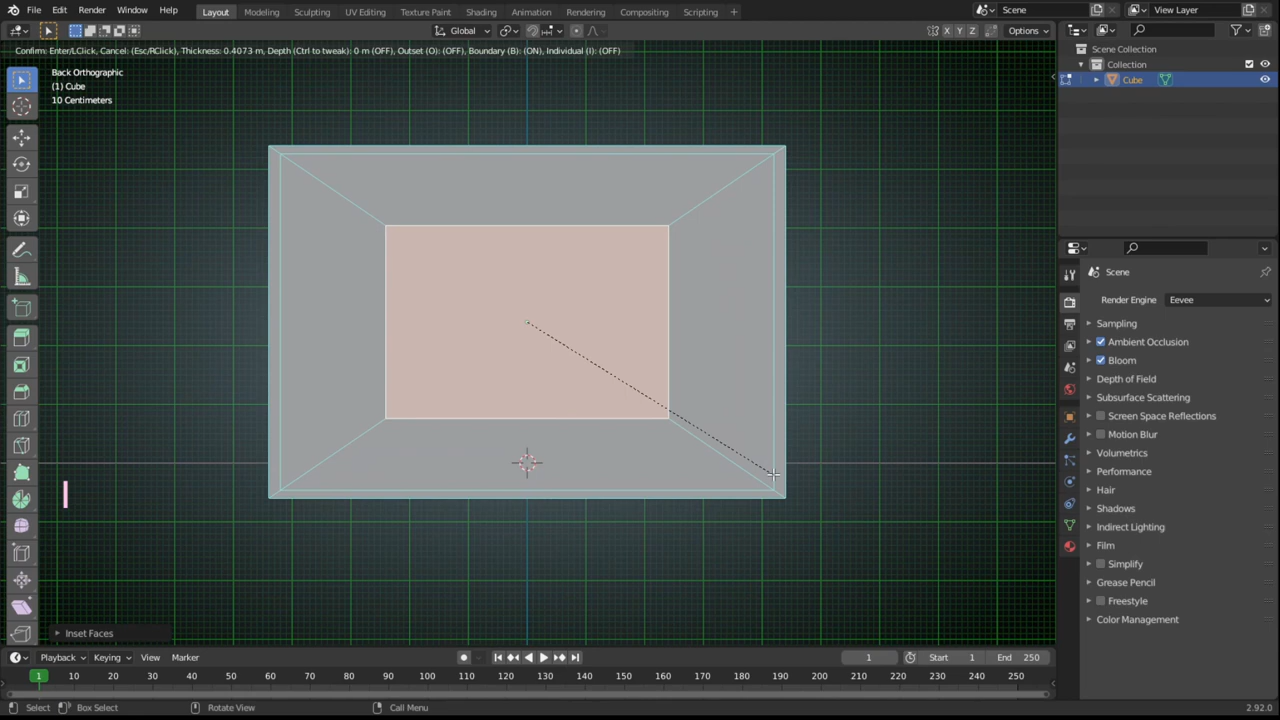 File Edit Render Window Help Layout Modeling Sculpting UV Editing Texture Paint Shading Animation Rendering Compositing Scripting + Scene View Layer
Global X Y Z Options
Confirm: Enter/LClick, Cancel: (Esc/RClick), Thickness: 0.4073 m, Depth (Ctrl to tweak): 0 m (OFF), Outset (O): (OFF), Boundary (B): (ON), Individual (I): (OFF)
Scene Collection
Collection
Cube
Back Orthographic
(1) Cube
10 Centimeters
Scene
Render Engine Eevee
Sampling
Ambient Occlusion
Bloom
Depth of Field
Subsurface Scattering
Screen Space Reflections
Motion Blur
Volumetrics
Performance
Hair
Shadows
Indirect Lighting
Film
Simplify
Grease Pencil
Freestyle
Color Management
I
Inset Faces
Playback Keying View Marker 1 Start 1 End 250
1 10 20 30 40 50 60 70 80 90 100 110 120 130 140 150 160 170 180 190 200 210 220 230 240 250
Select Box Select Rotate View Call Menu 2.92.0